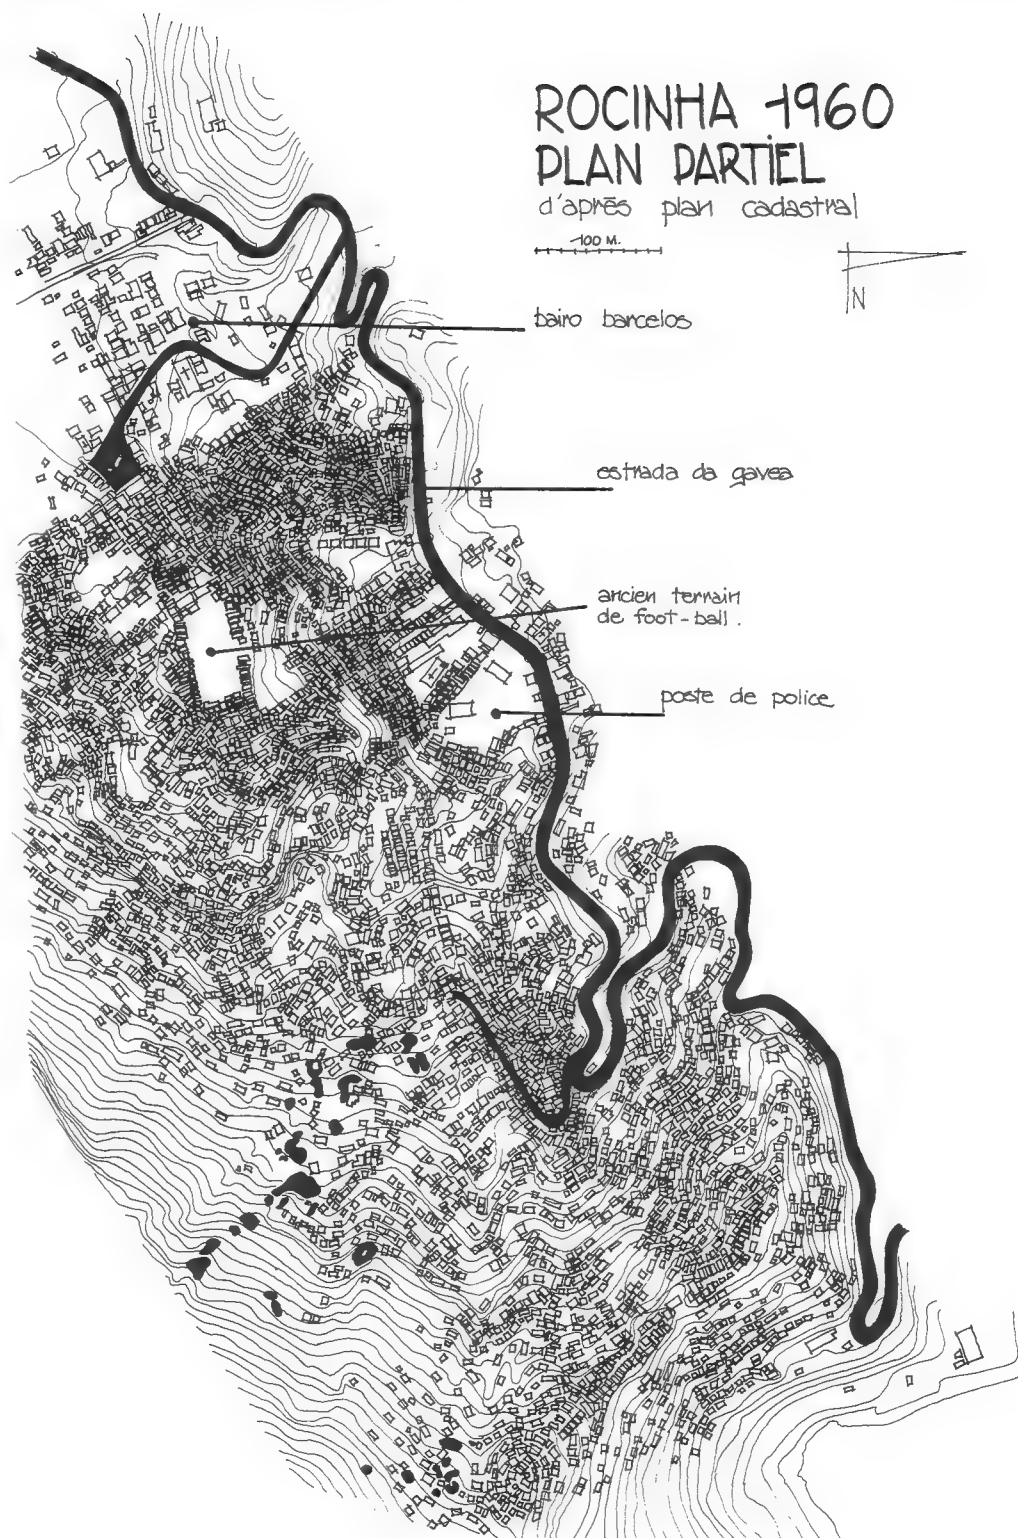 ROCINHA 1960
PLAN PARTIEL
d'après plan cadastral
100 M.
N
bairo barcelos
estrada da gavea
ancien terrain
de foot-ball.
poste de police